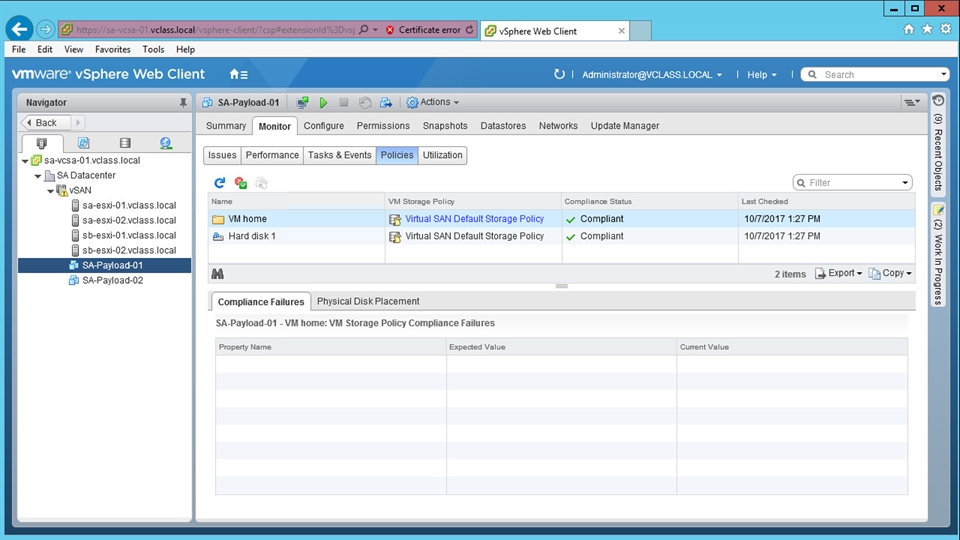 https://sa-vcsa-01.vclass.local/vsphere-client/?csp#extensionId%3Dvsp
Certificate error
vSphere Web Client
File Edit View Favorites Tools Help
vmware® vSphere Web Client
Administrator@VCLASS.LOCAL
Help
Search
Navigator
SA-Payload-01
Actions
Back
Summary Monitor Configure Permissions Snapshots Datastores Networks Update Manager
Issues Performance Tasks & Events Policies Utilization
sa-vcsa-01.vclass.local
SA Datacenter
vSAN
sa-esxi-01.vclass.local
sa-esxi-02.vclass.local
sb-esxi-01.vclass.local
sb-esxi-02.vclass.local
SA-Payload-01
SA-Payload-02
Filter
Name VM Storage Policy Compliance Status Last Checked
VM home Virtual SAN Default Storage Policy Compliant 10/7/2017 1:27 PM
Hard disk 1 Virtual SAN Default Storage Policy Compliant 10/7/2017 1:27 PM
2 items Export Copy
Compliance Failures Physical Disk Placement
SA-Payload-01 - VM home: VM Storage Policy Compliance Failures
Property Name Expected Value Current Value
(9) Recent Objects
(2) Work In Progress